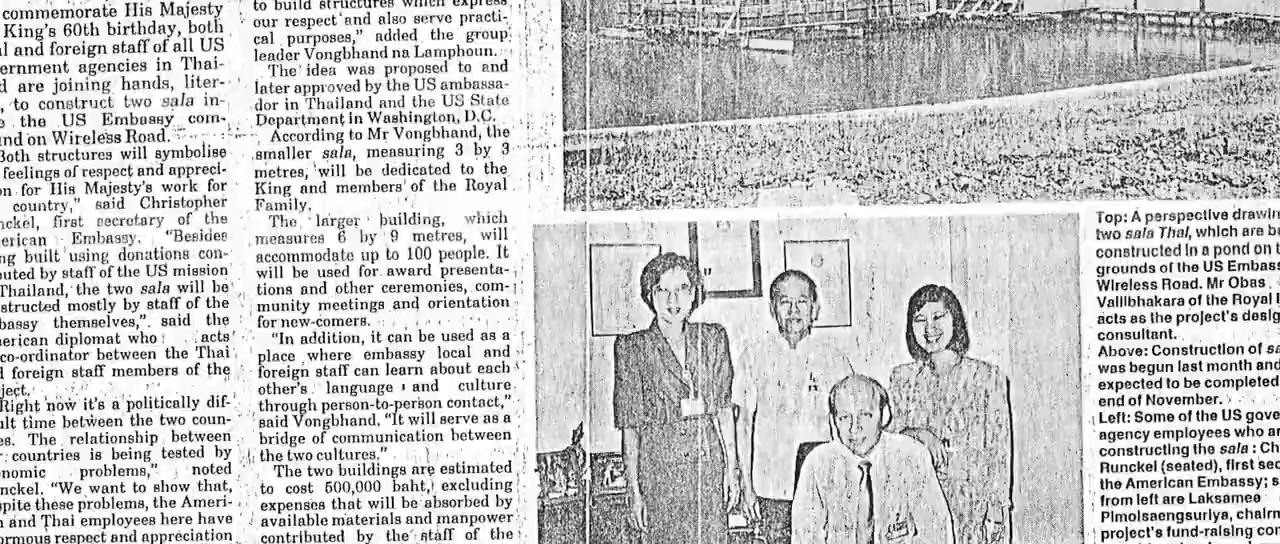 commemorate His Majesty
King's 60th birthday, both
and foreign staff of all US
ernment agencies in Thai-
are joining hands, liter-
to construct two sala in-
the US Embassy com-
nd on Wireless Road.
Both structures will symbolise
feelings of respect and appreci-
on for His Majesty's work for
country," said Christopher
nckel, first secretary of the
erican Embassy. "Besides
ng built using donations con-
uted by staff of the US mission
Thailand, the two sala will be
structed mostly by staff of the
bassy themselves,". said the
erican diplomat who acts
co-ordinator between the Thai
foreign staff members of the
ject.
Right now it's a politically dif-
ult time between the two coun-
es. The relationship between
countries is being tested by
nomic problems," noted
nckel. "We want to show that,
spite these problems, the Ameri-
and Thai employees here have
ormous respect and appreciation
to build structures which express
our respect and also serve practi-
cal purposes," added the group
leader Vongbhand na Lamphoun.
The idea was proposed to and
later approved by the US ambassa-
dor in Thailand and the US State
Department in Washington, D.C.
According to Mr Vongbhand, the
smaller sala, measuring 3 by 3
metres, will be dedicated to the
King and members of the Royal
Family.
The larger building, which
measures 6 by 9 metres, will
accommodate up to 100 people. It
will be used for award presenta-
tions and other ceremonies, com-
munity meetings and orientation
for new-comers.
"In addition, it can be used as a
place where embassy local and
foreign staff can learn about each
other's language and culture
through person-to-person contact,"
said Vongbhand. "It will serve as a
bridge of communication between
the two cultures."
The two buildings are estimated
to cost 500,000 baht, excluding
expenses that will be absorbed by
available materials and manpower
contributed by the staff of the
Top: A perspective drawin
two sala Thai, which are b
constructed in a pond on t
grounds of the US Embass
Wireless Road. Mr Obas
Vallibhakara of the Royal
acts as the project's desig
consultant.
Above: Construction of sa
was begun last month and
expected to be completed
end of November.
Left: Some of the US gove
agency employees who ar
constructing the sala : Ch
Runckel (seated), first sec
the American Embassy; s
from left are Laksamee
Pimolsaengsuriya, chairm
project's fund-raising con